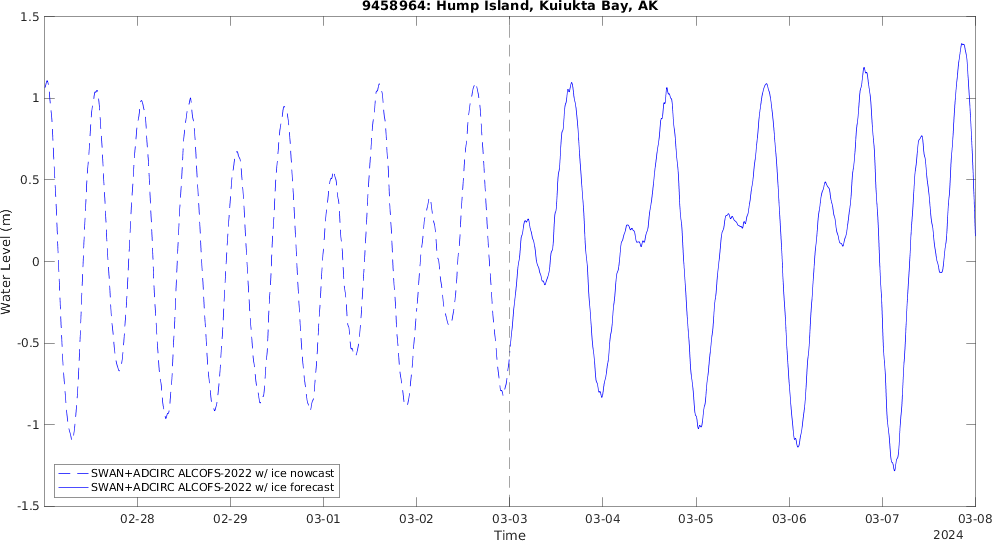 9458964: Hump Island, Kuiukta Bay, AK
1.5
1
0.5
0
-0.5
-1
-1.5
Water Level (m)
SWAN+ADCIRC ALCOFS-2022 w/ ice nowcast
SWAN+ADCIRC ALCOFS-2022 w/ ice forecast
02-28 02-29 03-01 03-02 03-03 03-04 03-05 03-06 03-07 03-08
Time
2024